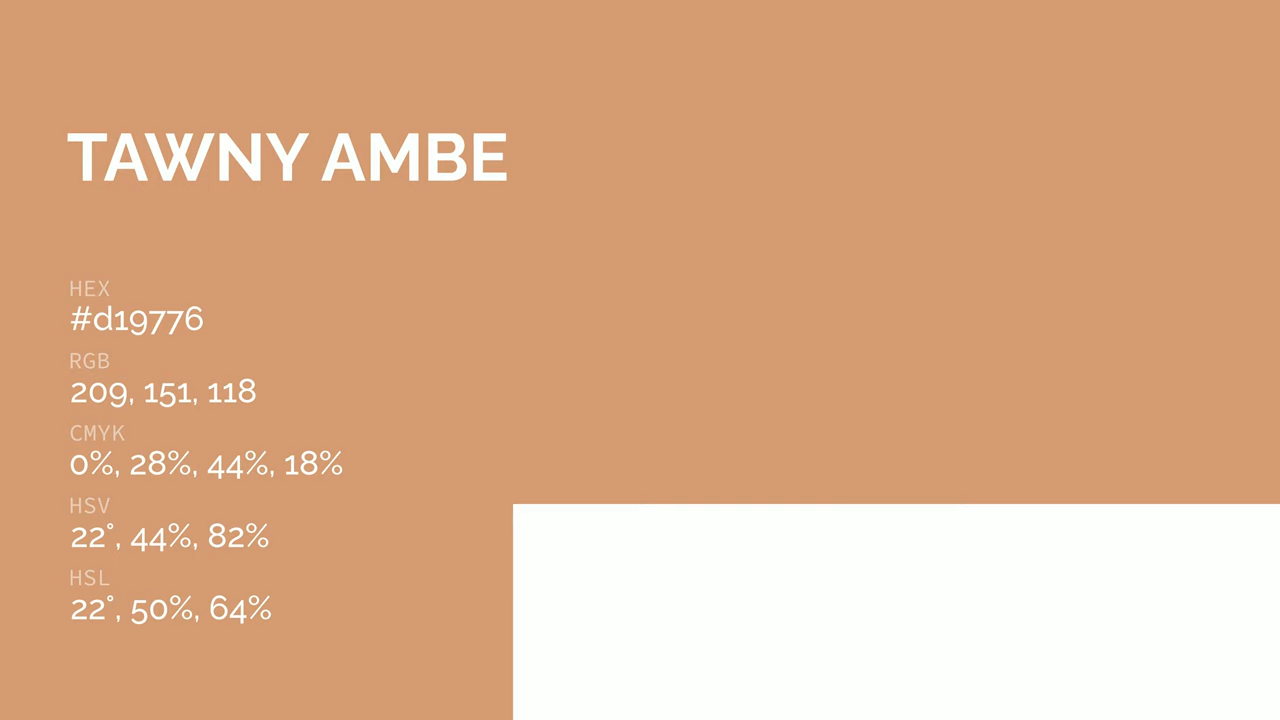 TAWNY AMBE
HEX
#d19776
RGB
209, 151, 118
CMYK
0%, 28%, 44%, 18%
HSV
22°, 44%, 82%
HSL
22°, 50%, 64%